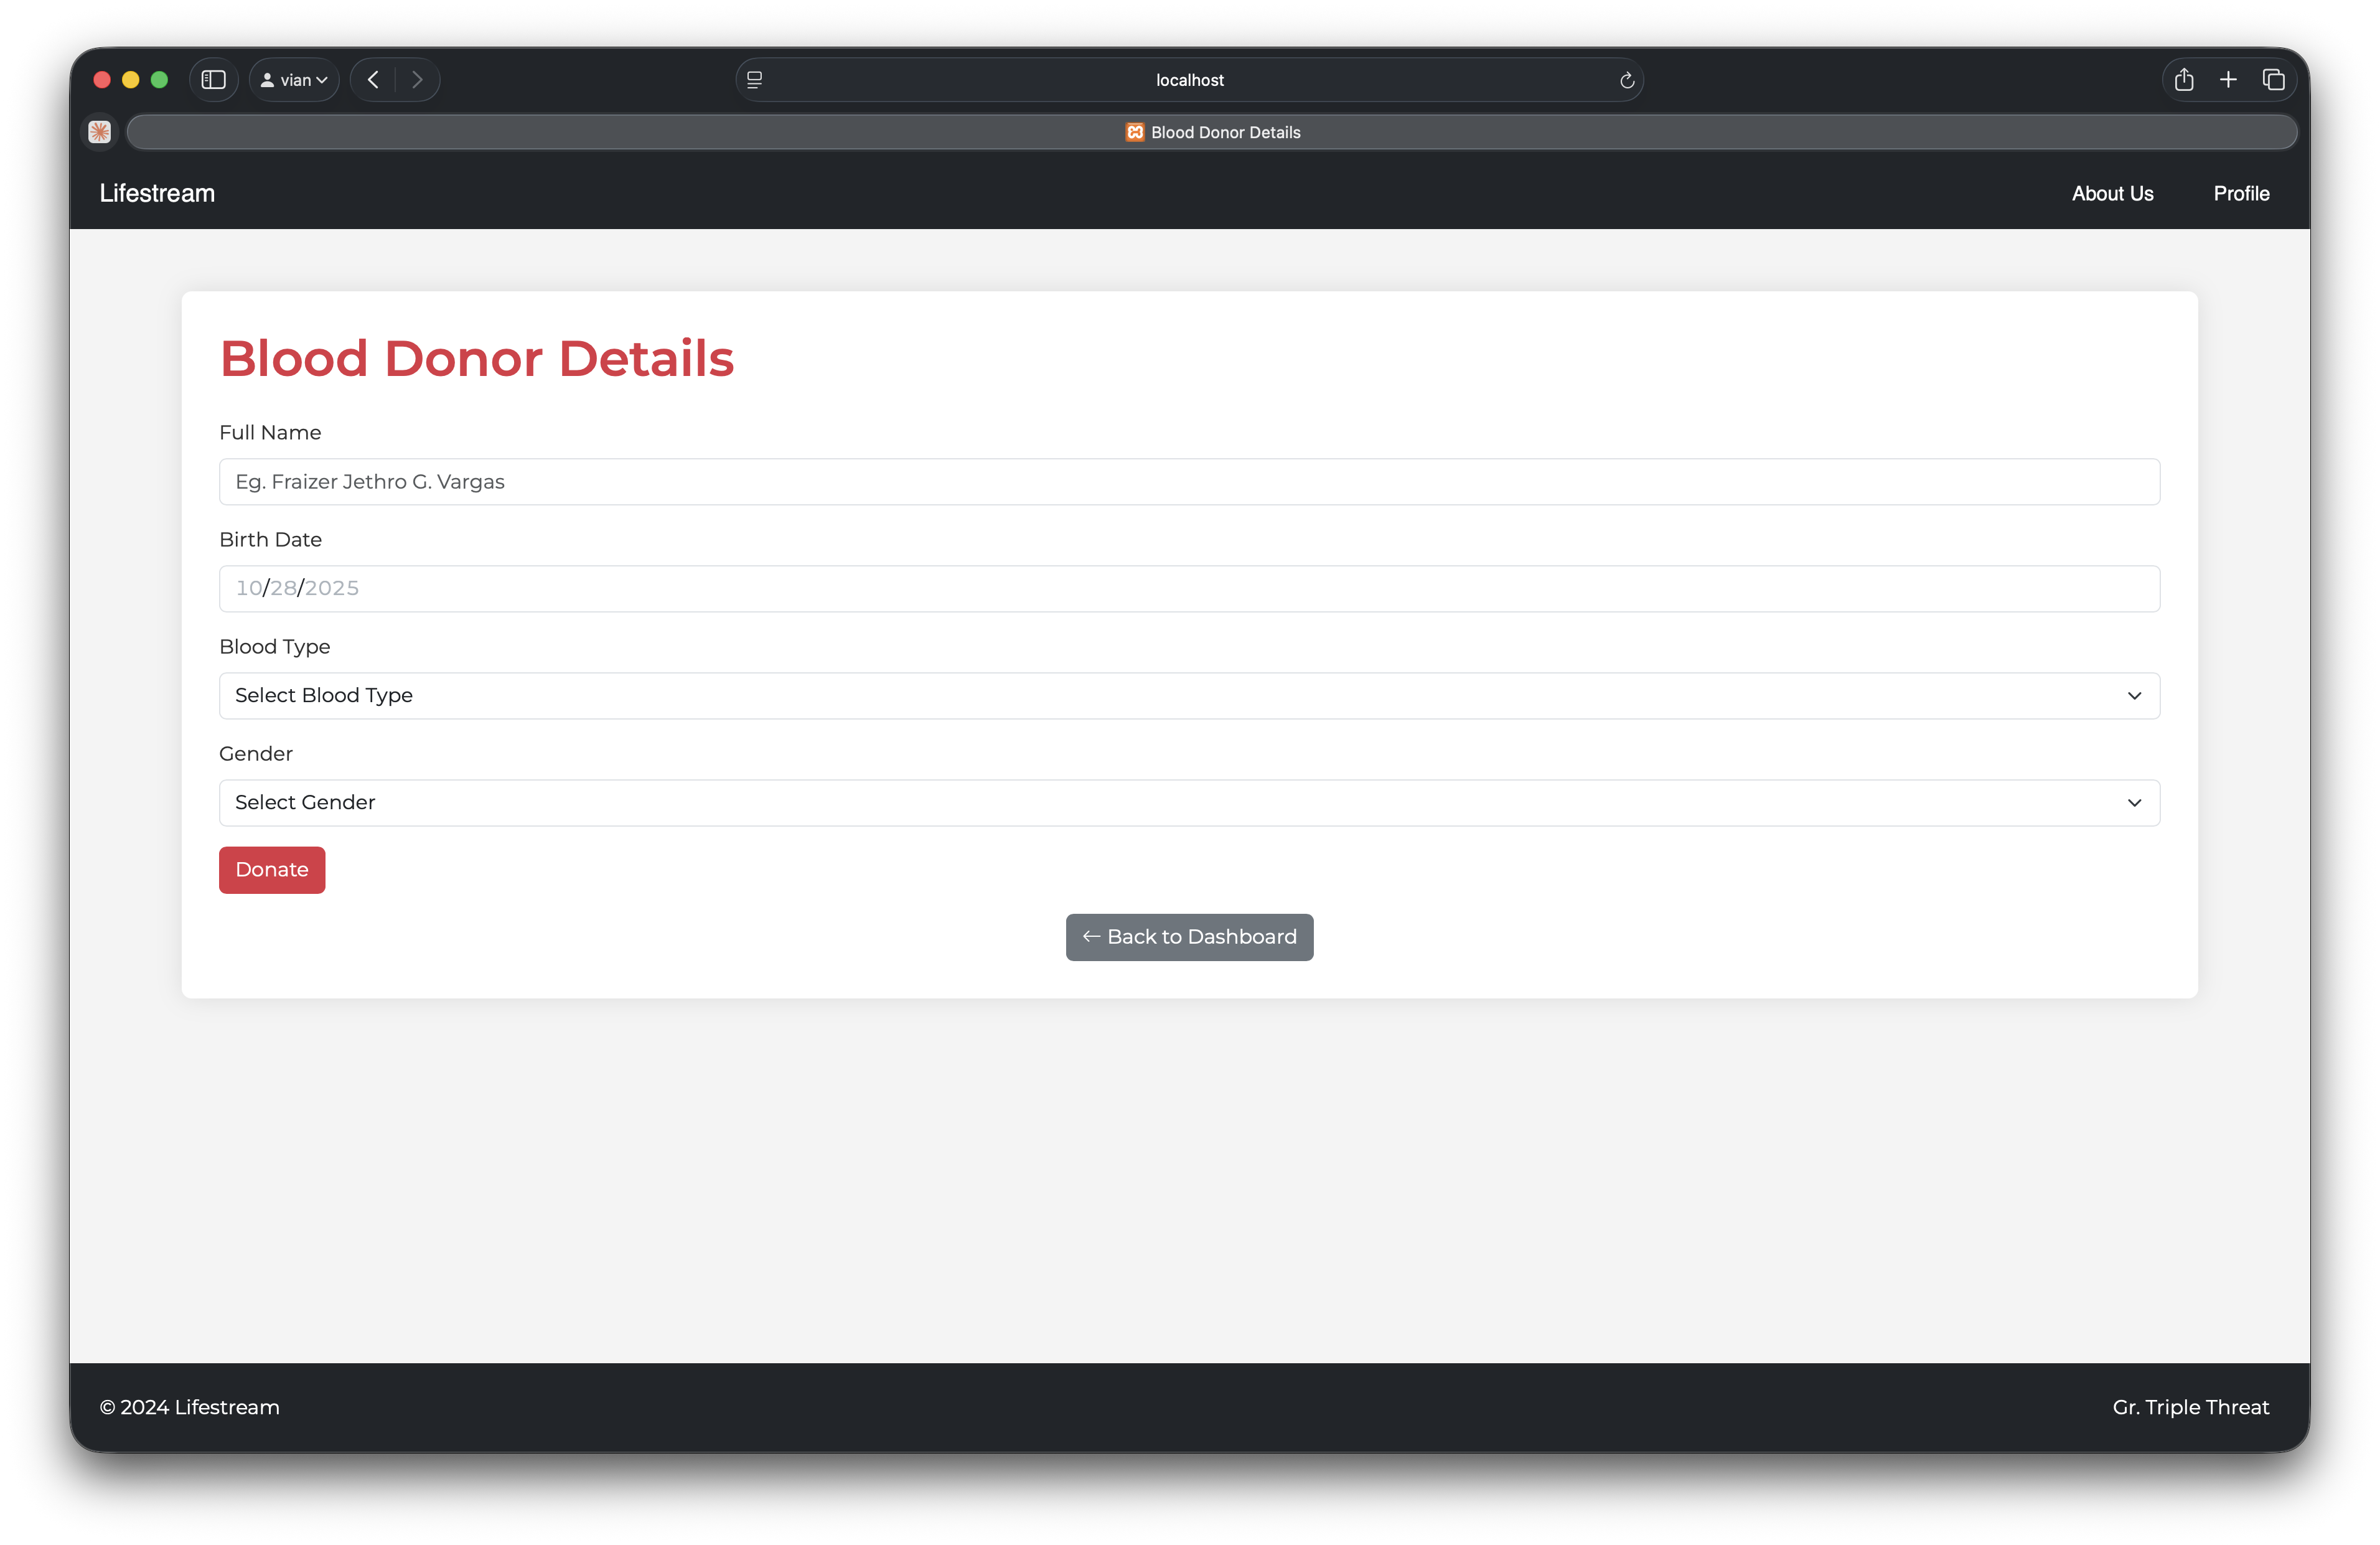 vian
localhost
Blood Donor Details
Lifestream
About Us
Profile
Blood Donor Details
Full Name
Eg. Fraizer Jethro G. Vargas
Birth Date
10/28/2025
Blood Type
Select Blood Type
Gender
Select Gender
Donate
← Back to Dashboard
© 2024 Lifestream
Gr. Triple Threat